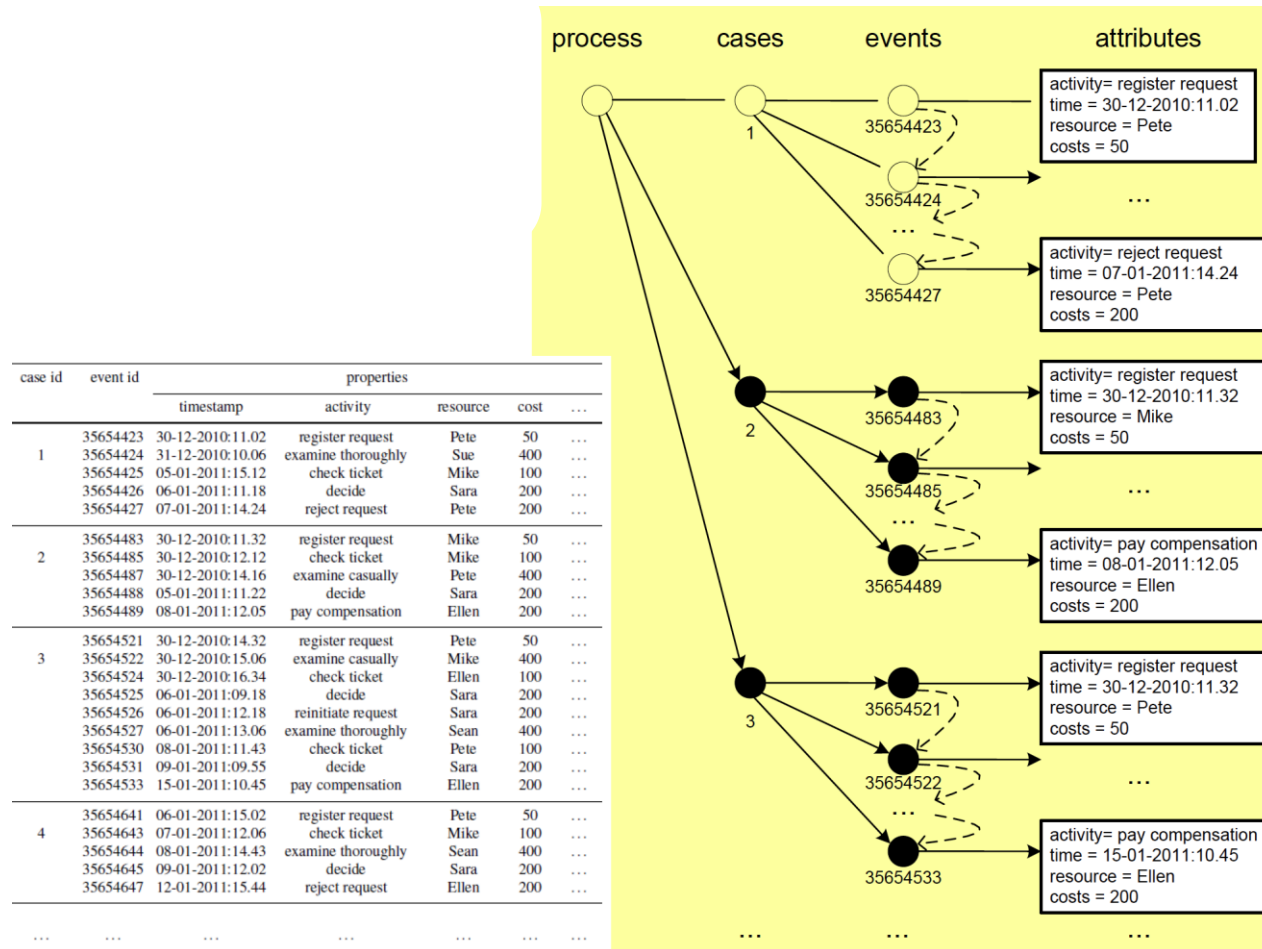 process cases events attributes
activity= register request
time = 30-12-2010:11.02
resource = Pete
costs = 50
35654423
1
35654424
...
...
activity= reject request
time = 07-01-2011:14.24
resource = Pete
costs = 200
35654427
activity= register request
time = 30-12-2010:11.32
resource = Mike
costs = 50
35654483
2
35654485
...
...
activity= pay compensation
time = 08-01-2011:12.05
resource = Ellen
costs = 200
35654489
activity= register request
time = 30-12-2010:11.32
resource = Pete
costs = 50
35654521
3
35654522
...
...
activity= pay compensation
time = 15-01-2011:10.45
resource = Ellen
costs = 200
35654533
... ... ...
case id event id properties
timestamp activity resource cost ...
35654423 30-12-2010:11.02 register request Pete 50 ...
1 35654424 31-12-2010:10.06 examine thoroughly Sue 400 ...
35654425 05-01-2011:15.12 check ticket Mike 100 ...
35654426 06-01-2011:11.18 decide Sara 200 ...
35654427 07-01-2011:14.24 reject request Pete 200 ...
35654483 30-12-2010:11.32 register request Mike 50 ...
2 35654485 30-12-2010:12.12 check ticket Mike 100 ...
35654487 30-12-2010:14.16 examine casually Pete 400 ...
35654488 05-01-2011:11.22 decide Sara 200 ...
35654489 08-01-2011:12.05 pay compensation Ellen 200 ...
35654521 30-12-2010:14.32 register request Pete 50 ...
3 35654522 30-12-2010:15.06 examine casually Mike 400 ...
35654524 30-12-2010:16.34 check ticket Ellen 100 ...
35654525 06-01-2011:09.18 decide Sara 200 ...
35654526 06-01-2011:12.18 reinitiate request Sara 200 ...
35654527 06-01-2011:13.06 examine thoroughly Sean 400 ...
35654530 08-01-2011:11.43 check ticket Pete 100 ...
35654531 09-01-2011:09.55 decide Sara 200 ...
35654533 15-01-2011:10.45 pay compensation Ellen 200 ...
35654641 06-01-2011:15.02 register request Pete 50 ...
4 35654643 07-01-2011:12.06 check ticket Mike 100 ...
35654644 08-01-2011:14.43 examine thoroughly Sean 400 ...
35654645 09-01-2011:12.02 decide Sara 200 ...
35654647 12-01-2011:15.44 reject request Ellen 200 ...
... ... ... ... ... ... ...